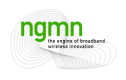 ngmn
the engine of broadband
wireless innovation